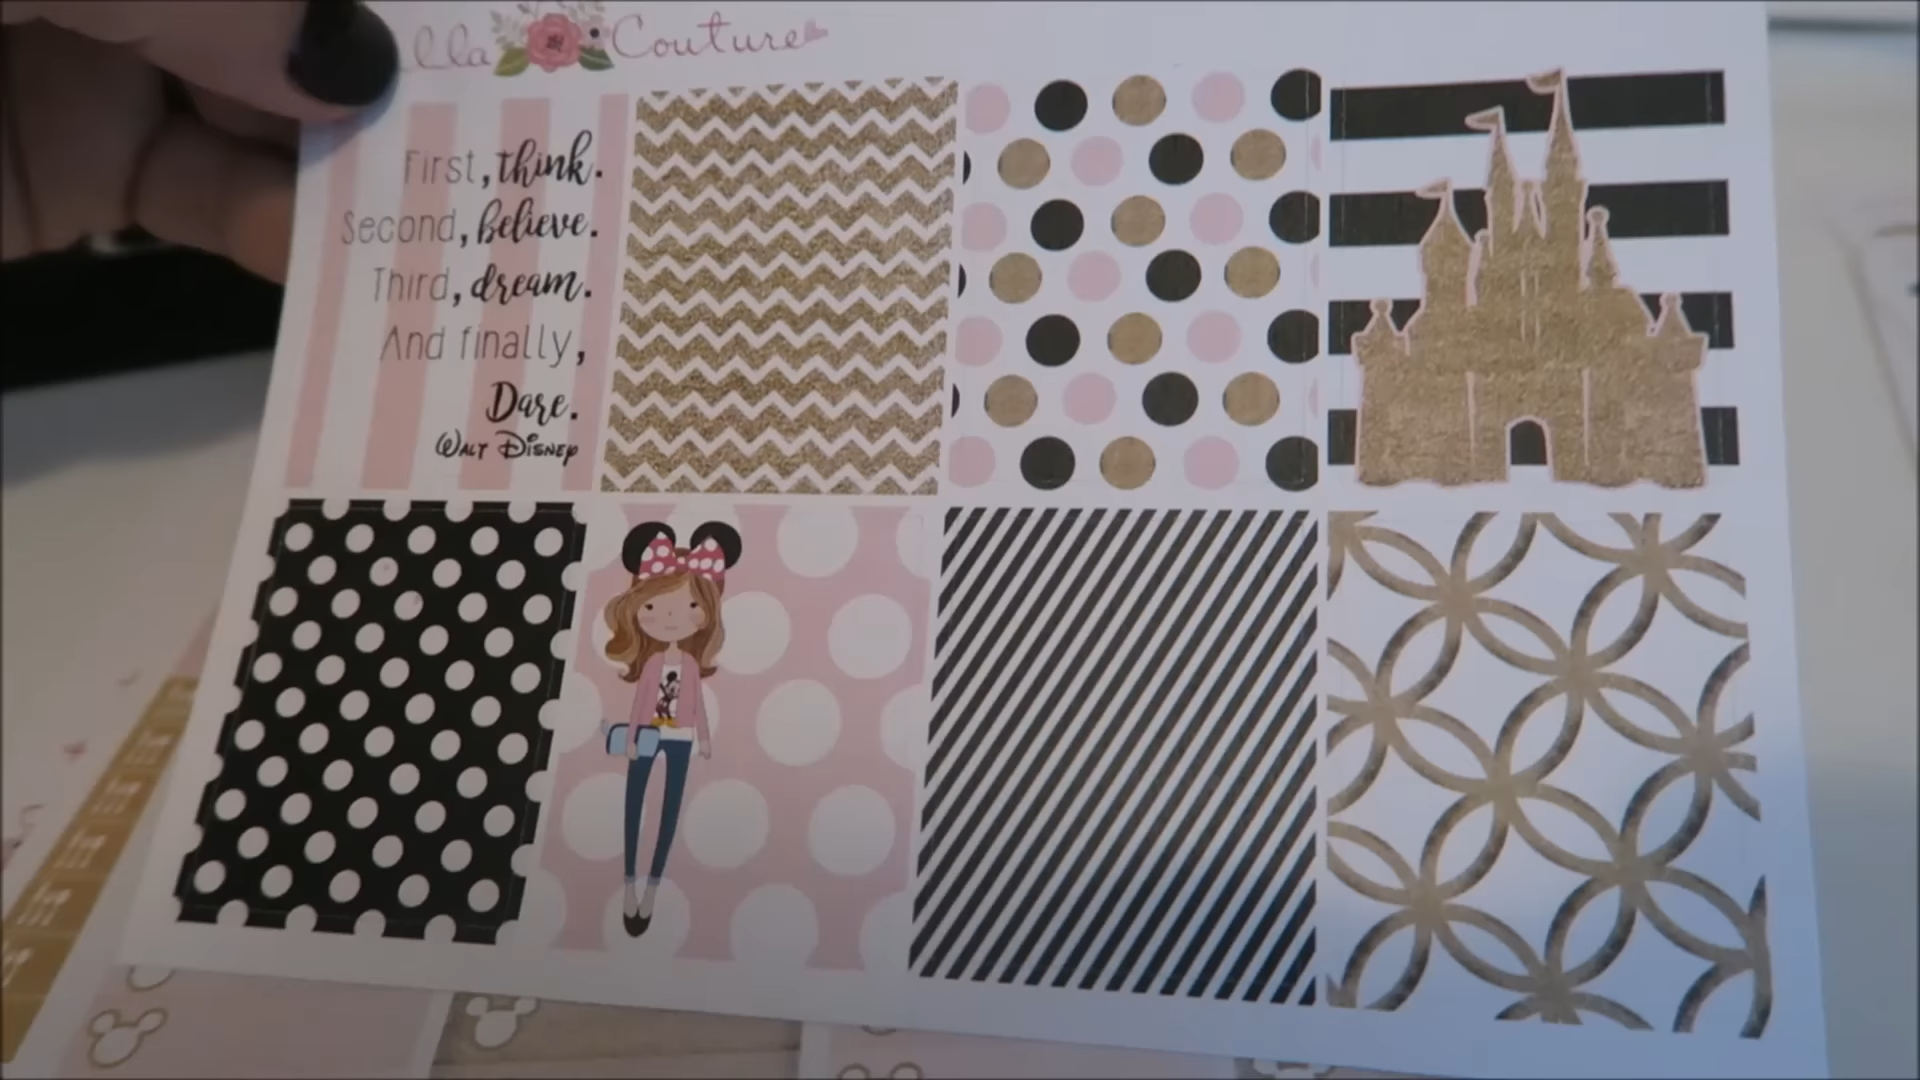 Couture
First, think.
Second, believe.
Third, dream.
And finally,
Dare.
Walt Disney